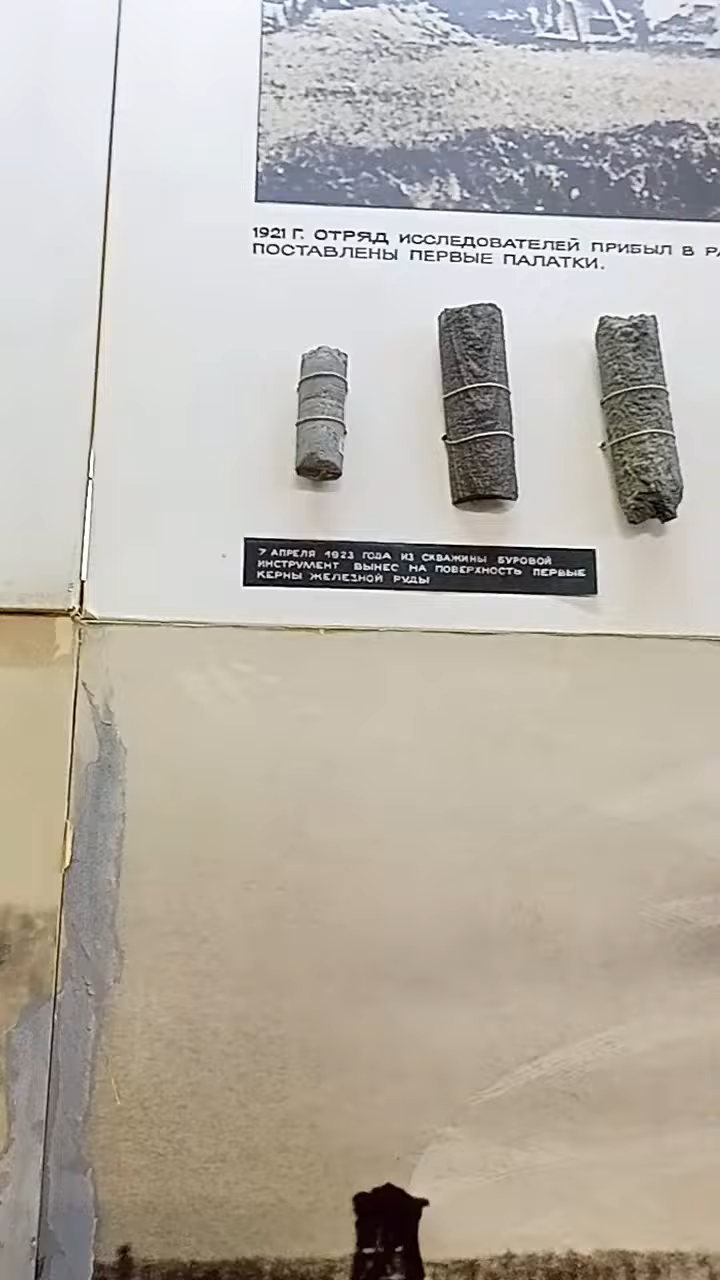 1921 Г. ОТРЯД ИССЛЕДОВАТЕЛЕЙ ПРИБЫЛ В
ПОСТАВЛЕНЫ ПЕРВЫЕ ПАЛАТКИ.
7 АПРЕЛЯ 1923 ГОДА ИЗ СКВАЖИНЫ БУРОВОЙ
ИНСТРУМЕНТ ВЫНЕС НА ПОВЕРХНОСТЬ ПЕРВЫЕ
КЕРНЫ ЖЕЛЕЗНОЙ РУДЫ